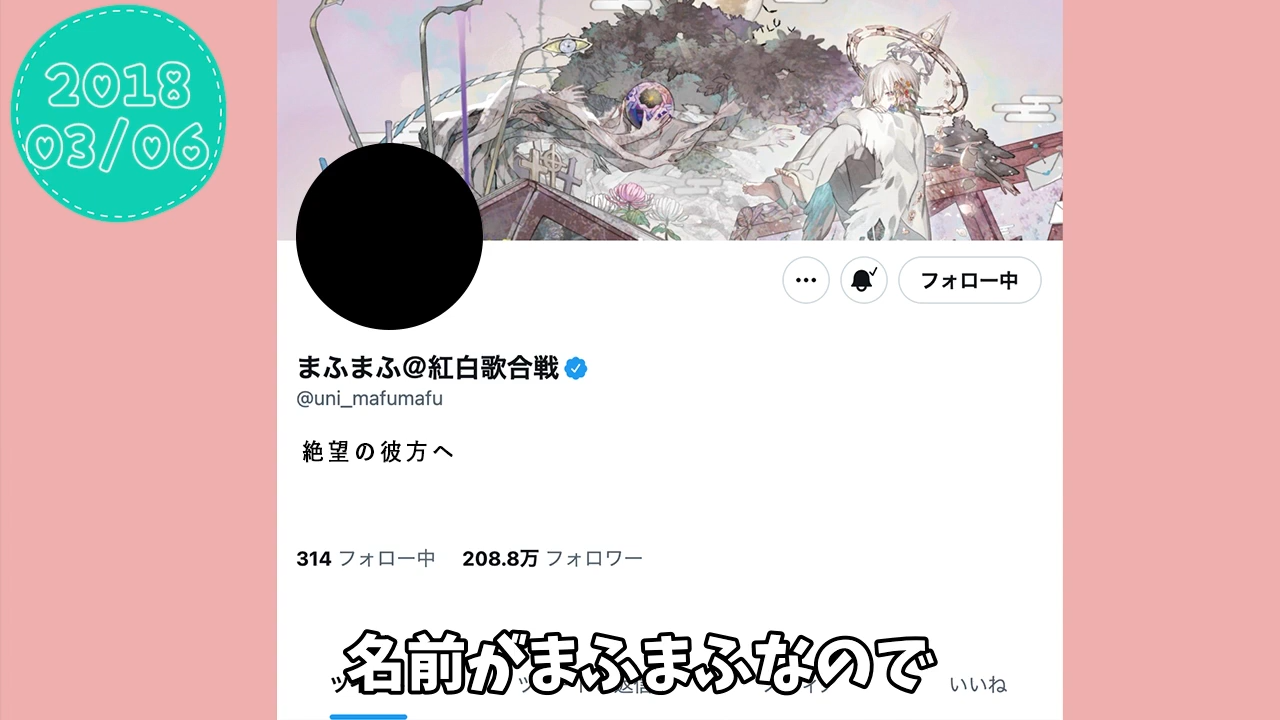 2018
03/06
フォロー中
まふまふ@紅白歌合戦
@uni_mafumafu
絶望の彼方へ
314 フォロー中 208.8万 フォロワー
名前がまふまふなので
いいね